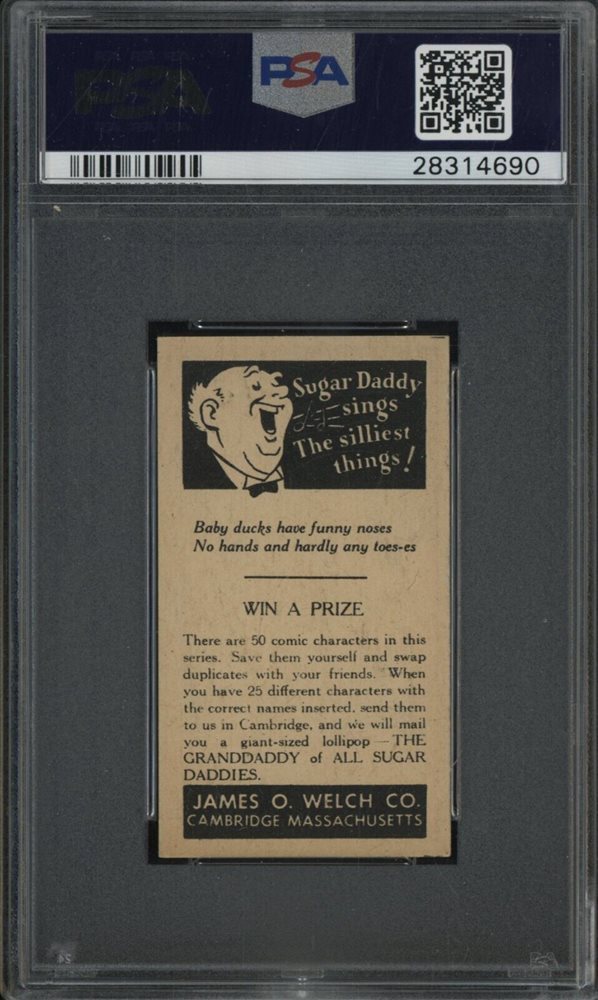 PSA
28314690
Sugar Daddy
sings
The silliest
things!
Baby ducks have funny noses
No hands and hardly any toes-es
WIN A PRIZE
There are 50 comic characters in this
series. Save them yourself and swap
duplicates with your friends. When
you have 25 different characters with
the correct names inserted, send them
to us in Cambridge, and we will mail
you a giant-sized lollipop—THE
GRANDDADDY of ALL SUGAR
DADDIES.
JAMES O. WELCH CO.
CAMBRIDGE MASSACHUSETTS